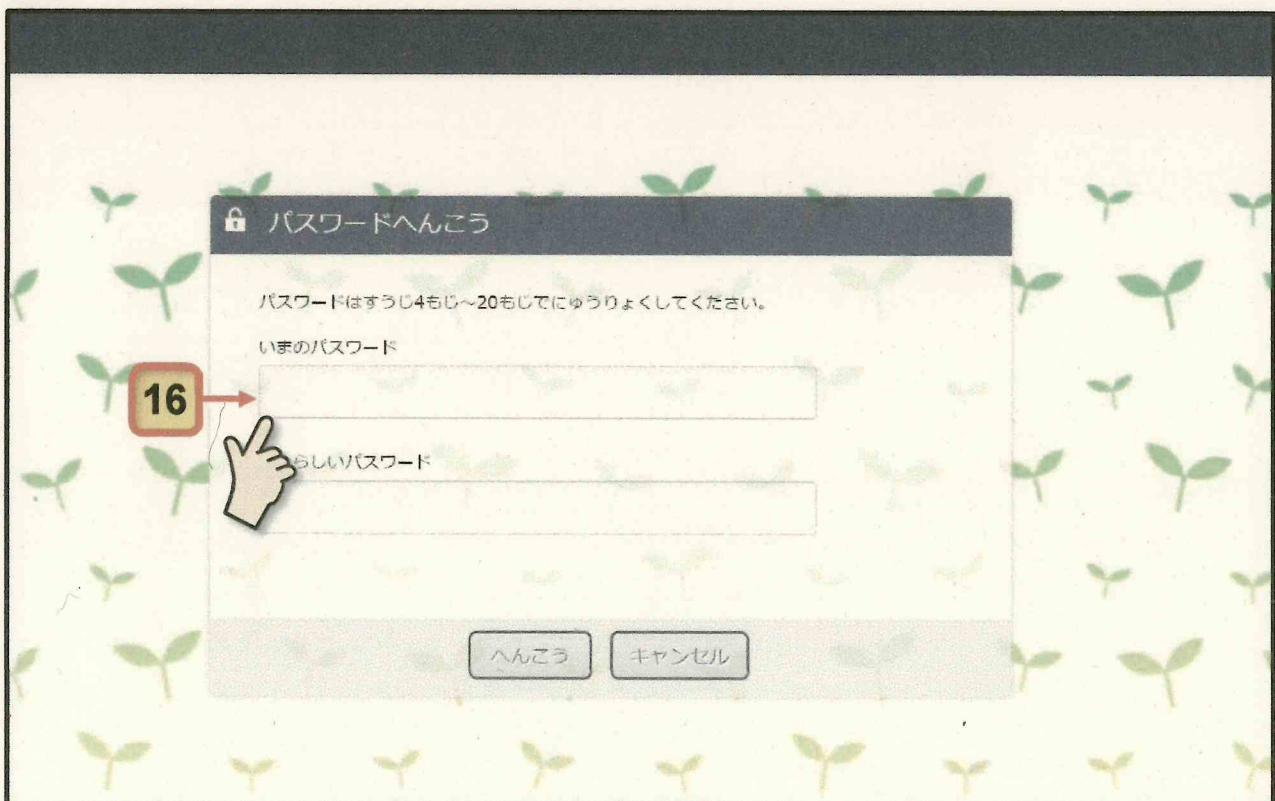 パスワードへんこう
パスワードはすうじ4もじ~20もじでにゅうりょくしてください。
いまのパスワード
16
らしいパスワード
へんこう
キャンセル